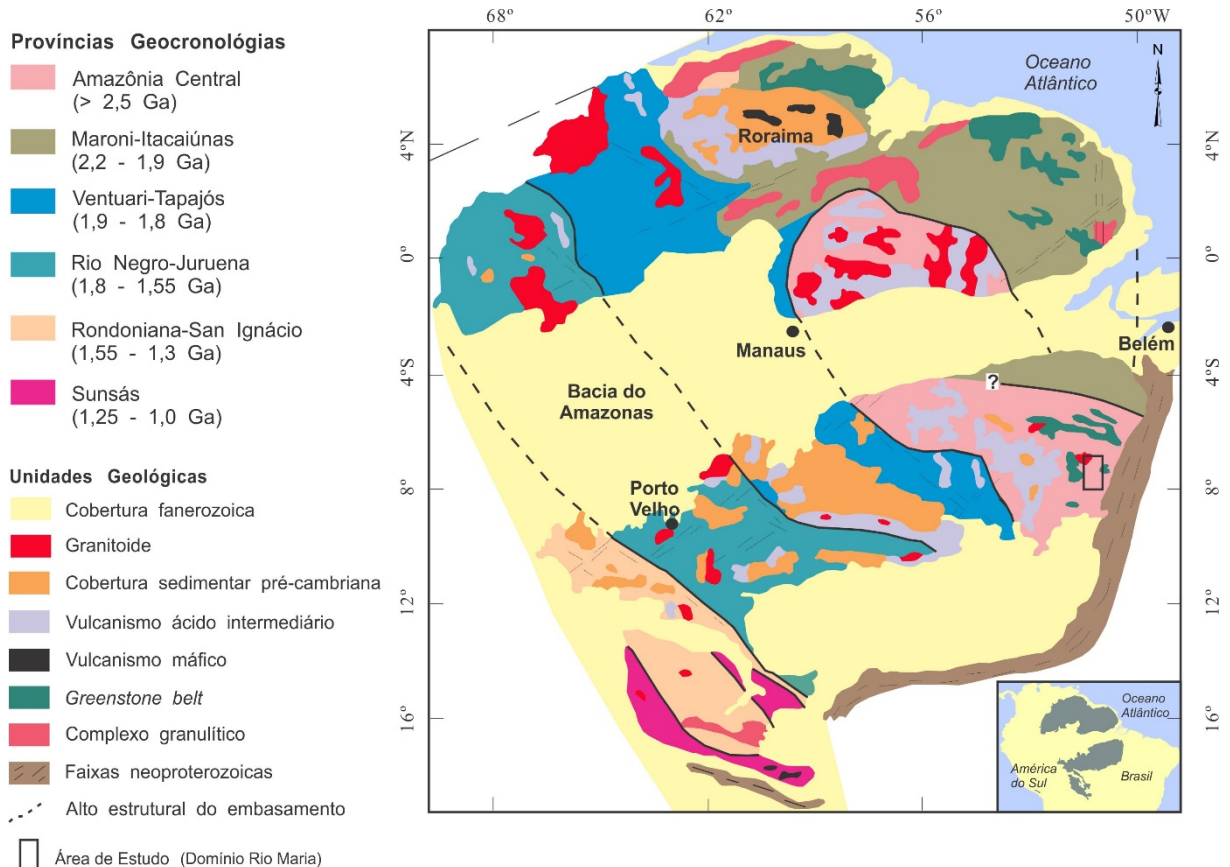 Províncias Geocronológias
Amazônia Central
(> 2,5 Ga)
Maroni-Itacaiúnas
(2,2 - 1,9 Ga)
Ventuari-Tapajós
(1,9 - 1,8 Ga)
Rio Negro-Juruena
(1,8 - 1,55 Ga)
Rondoniana-San Ignácio
(1,55 - 1,3 Ga)
Sunsás
(1,25 - 1,0 Ga)
Unidades Geológicas
Cobertura fanerozoica
Granitoide
Cobertura sedimentar pré-cambriana
Vulcanismo ácido intermediário
Vulcanismo máfico
Greenstone belt
Complexo granulítico
Faixas neoproterozoicas
Alto estrutural do embasamento
Área de Estudo (Domínio Rio Maria)
68º
62º
56º
50ºW
N
Oceano
Atlântico
Roraima
4ºN
4ºN
0º
0º
Manaus
Belém
4ºS
4ºS
?
Bacia do
Amazonas
8º
8º
Porto
Velho
12º
12º
16º
16º
Oceano
Atlântico
América
do Sul
Brasil